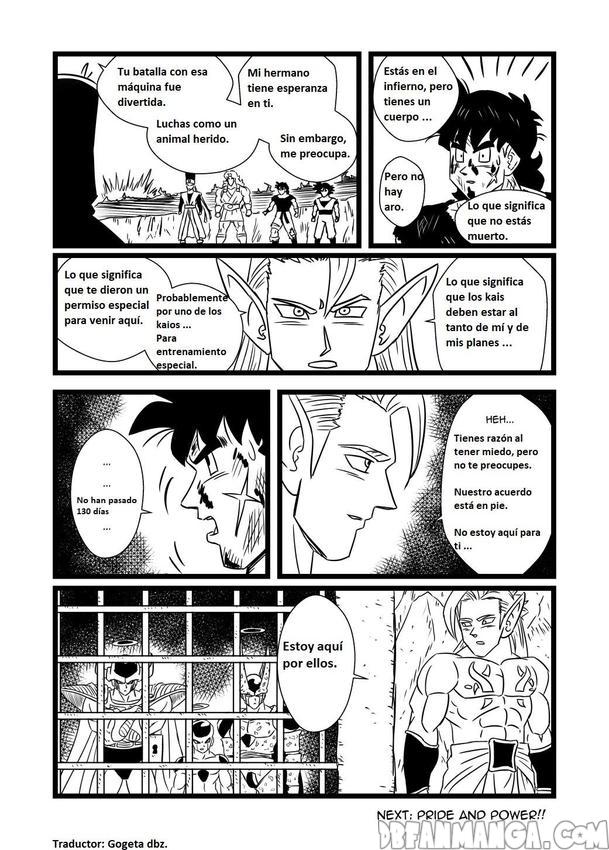 Tu batalla con esa
máquina fue
divertida.
Luchas como un
animal herido.
Mi hermano
tiene esperanza
en ti.
Sin embargo,
me preocupa.
Estás en el
infierno, pero
tienes un
cuerpo ...
Pero no
hay
aro.
Lo que significa
que no estás
muerto.
Lo que significa
que te dieron un
permiso especial
para venir aquí.
Probablemente
por uno de los
kaios ...
Para
entrenamiento
especial.
Lo que significa
que los kais
deben estar al
tanto de mí y de
mis planes ...
...
...
No han pasado
130 días
...
HEH...
Tienes razón al
tener miedo, pero
no te preocupes.
Nuestro acuerdo
está en pie.
No estoy aquí para
ti ...
Estoy aquí
por ellos.
NEXT: PRIDE AND POWER!!
DBFANMANGA.COM
Traductor: Gogeta dbz.